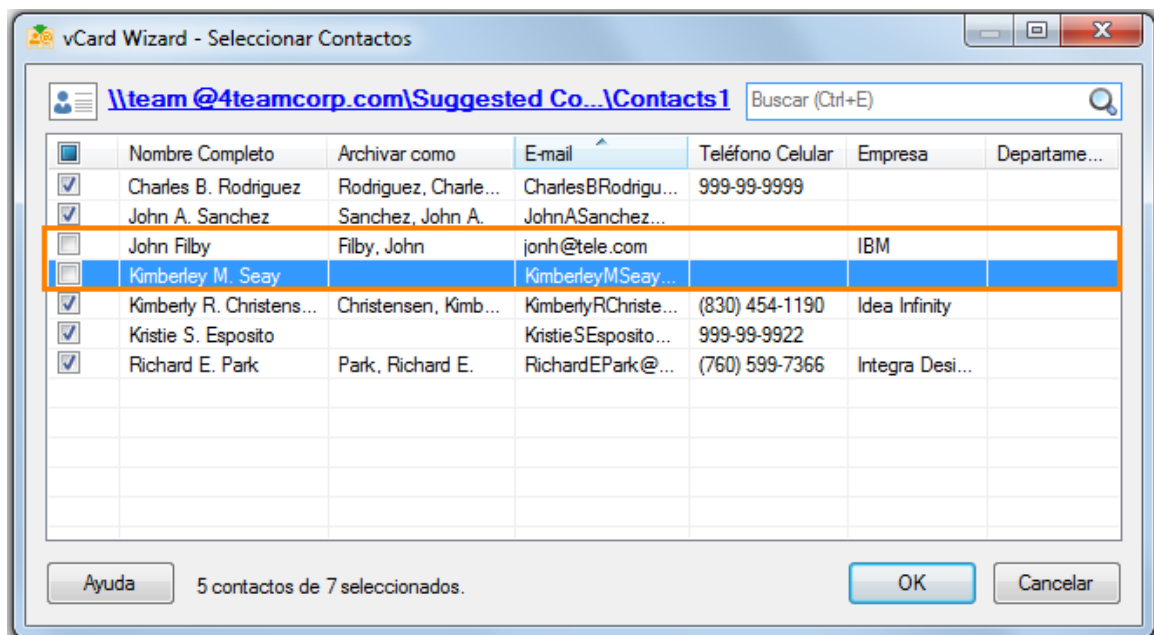 vCard Wizard - Seleccionar Contactos
\\team @4teamcorp.com\Suggested Co...\Contacts1 Buscar (Ctrl+E)
Nombre Completo Archivar como E-mail Teléfono Celular Empresa Departame...
Charles B. Rodriguez Rodriguez, Charle... CharlesBRodrigu... 999-99-9999
John A. Sanchez Sanchez, John A. JohnASanchez...
John Filby Filby, John jonh@tele.com IBM
Kimberley M. Seay KimberleyMSeay...
Kimberly R. Christens... Christensen, Kimb... KimberlyRChriste... (830) 454-1190 Idea Infinity
Kristie S. Esposito KristieSEsposito... 999-99-9922
Richard E. Park Park, Richard E. RichardEPark@... (760) 599-7366 Integra Desi...
Ayuda 5 contactos de 7 seleccionados. OK Cancelar